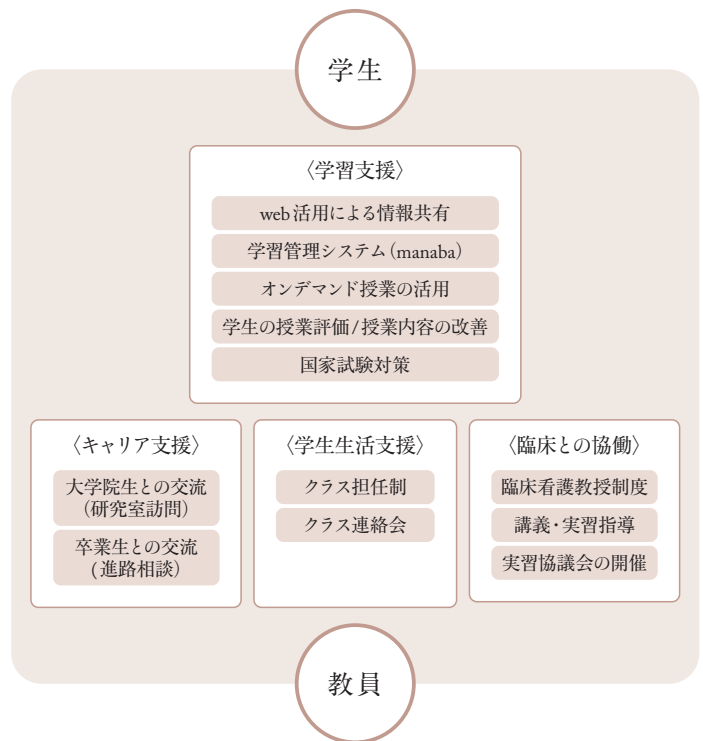 学生
〈学習支援〉
web活用による情報共有
学習管理システム(manaba)
オンデマンド授業の活用
学生の授業評価/授業内容の改善
国家試験対策
〈キャリア支援〉
大学院生との交流
(研究室訪問)
卒業生との交流
(進路相談)
〈学生生活支援〉
クラス担任制
クラス連絡会
〈臨床との協働〉
臨床看護教授制度
講義・実習指導
実習協議会の開催
教員